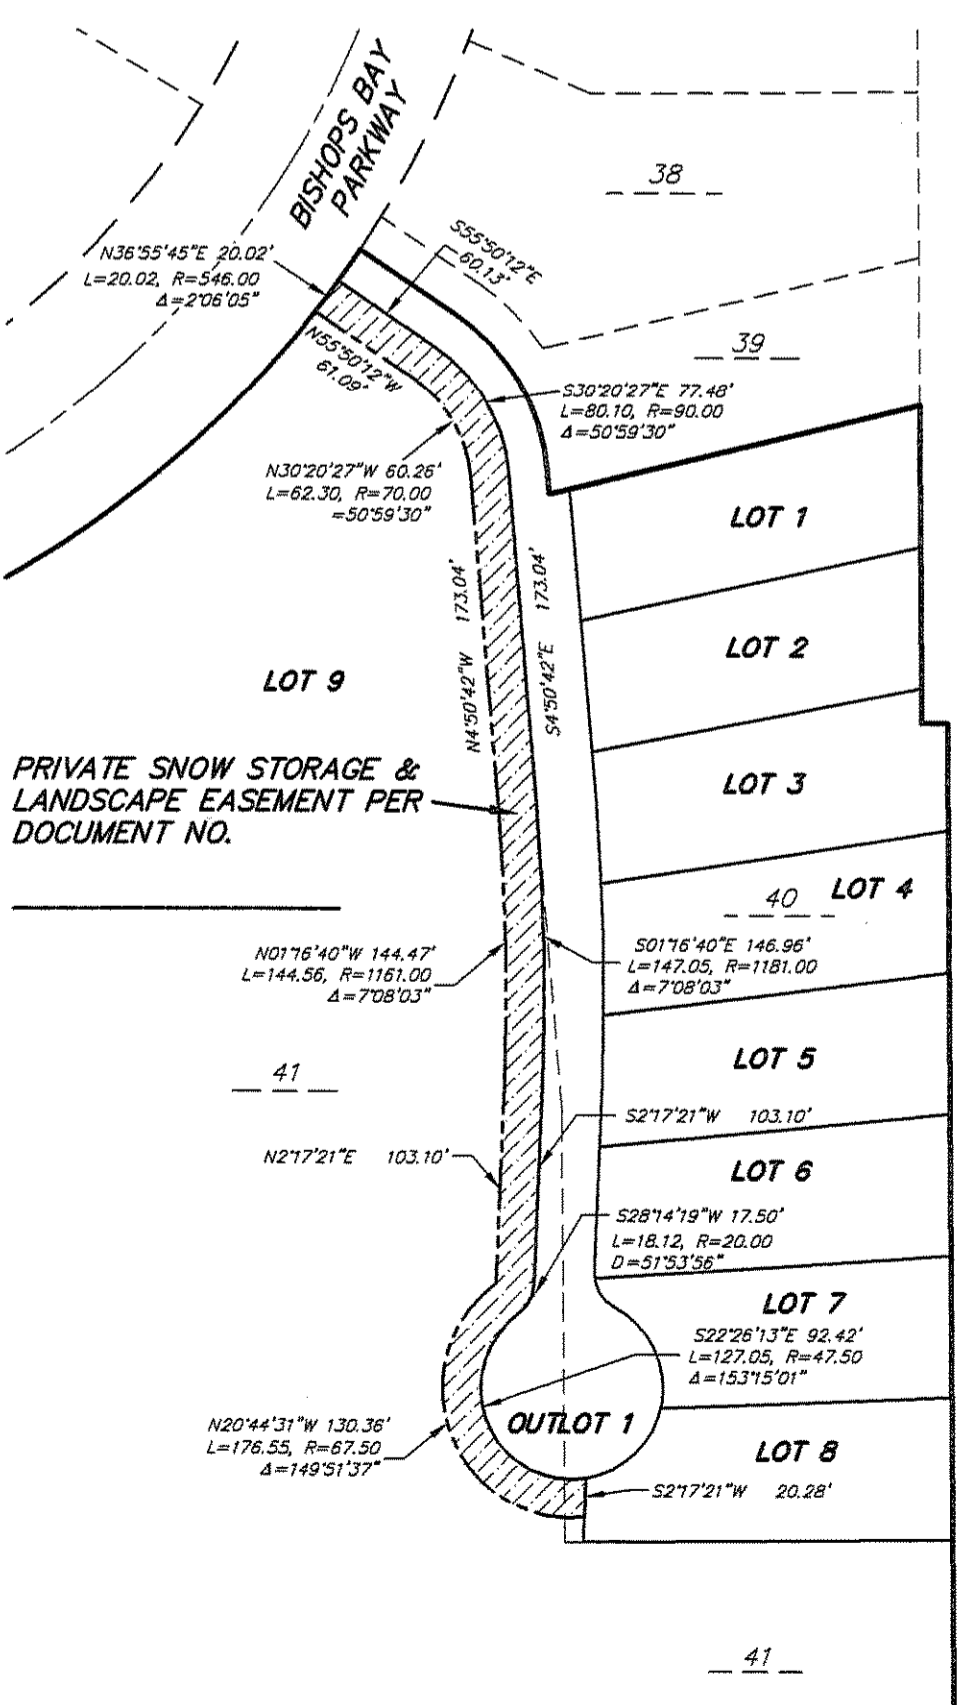 BISHOPS BAY
PARKWAY
38
N36°55'45"E 20.02'
L=20.02, R=546.00
Δ=2°06'05"
S55°50'12"E
60.13'
39
N55°50'12"W
61.09'
S30°20'27"E 77.48'
L=80.10, R=90.00
Δ=50°59'30"
N30°20'27"W 60.26'
L=62.30, R=70.00
=50°59'30"
LOT 1
N4°50'42"W 173.04'
S4°50'42"E 173.04'
LOT 2
LOT 9
PRIVATE SNOW STORAGE &
LANDSCAPE EASEMENT PER
DOCUMENT NO.
LOT 3
40
LOT 4
N01°16'40"W 144.47'
L=144.56, R=1161.00
Δ=7°08'03"
S01°16'40"E 146.96'
L=147.05, R=1181.00
Δ=7°08'03"
41
LOT 5
S2°17'21"W 103.10'
N2°17'21"E 103.10'
LOT 6
S28°14'19"W 17.50'
L=18.12, R=20.00
D=51°53'56"
LOT 7
S22°26'13"E 92.42'
L=127.05, R=47.50
Δ=153°15'01"
OUTLOT 1
N20°44'31"W 130.36'
L=176.55, R=67.50
Δ=149°51'37"
LOT 8
S2°17'21"W 20.28'
41